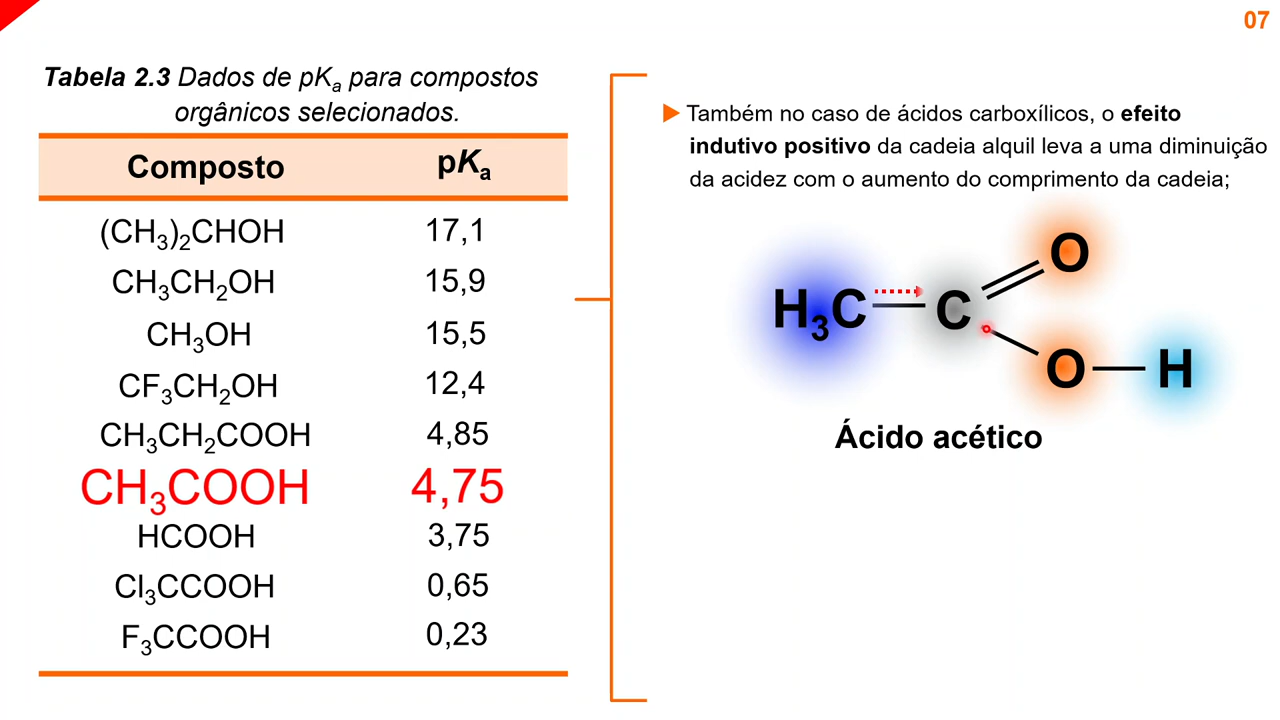 07
Tabela 2.3 Dados de pKa para compostos
orgânicos selecionados.
Composto pKa
(CH3)2CHOH 17,1
CH3CH2OH 15,9
CH3OH 15,5
CF3CH2OH 12,4
CH3CH2COOH 4,85
CH3COOH 4,75
HCOOH 3,75
Cl3CCOOH 0,65
F3CCOOH 0,23
Também no caso de ácidos carboxílicos, o efeito
indutivo positivo da cadeia alquil leva a uma diminuição
da acidez com o aumento do comprimento da cadeia;
O
H3C C
O H
Ácido acético